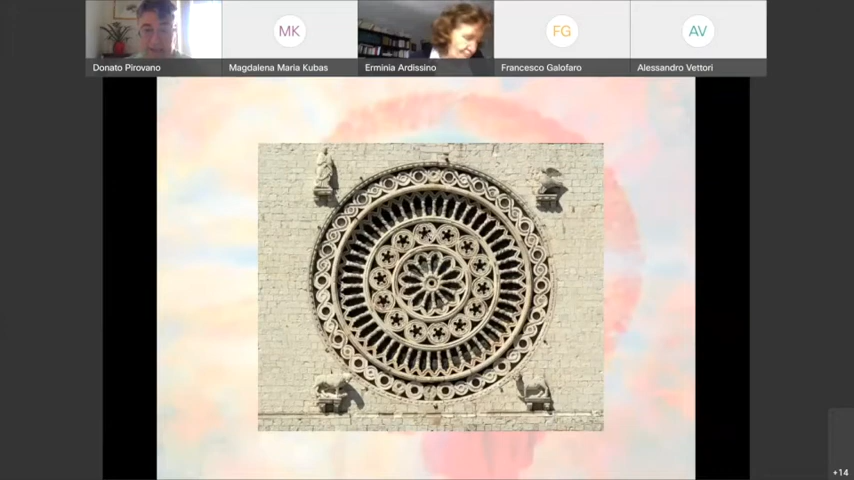 MK
FG
AV
Donato Pirovano
Magdalena Maria Kubas
Erminia Ardissino
Francesco Galofaro
Alessandro Vettori
+14